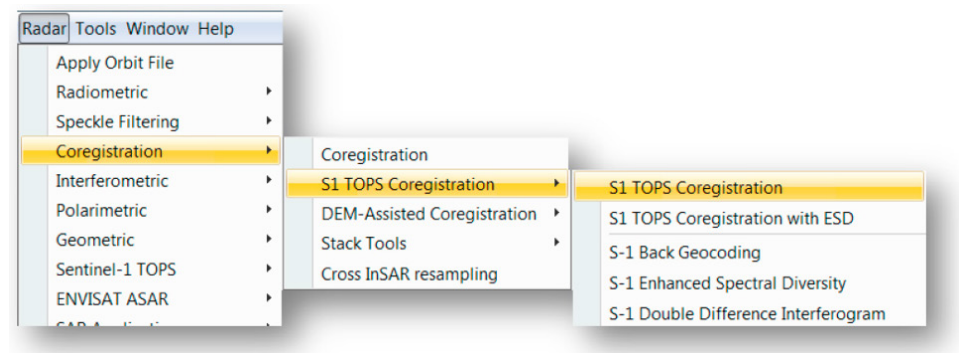 Radar Tools Window Help
Apply Orbit File
Radiometric
Speckle Filtering
Coregistration
Interferometric
Polarimetric
Geometric
Sentinel-1 TOPS
ENVISAT ASAR
Coregistration
S1 TOPS Coregistration
DEM-Assisted Coregistration
Stack Tools
Cross InSAR resampling
S1 TOPS Coregistration
S1 TOPS Coregistration with ESD
S-1 Back Geocoding
S-1 Enhanced Spectral Diversity
S-1 Double Difference Interferogram